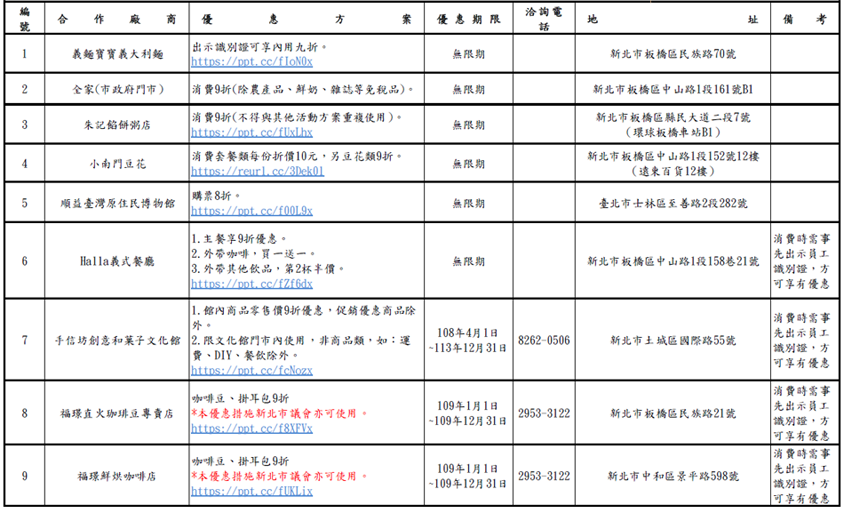 編號 合作廠商 優惠方案 優惠期限 洽詢電話 地址 備考
1 義麵寶寶義大利麵 出示識別證可享內用九折。 無限期 新北市板橋區民族路70號
https://ppt.cc/fIoN0x
2 全家(市政府門市) 消費9折(除農產品、鮮奶、雜誌等免稅品)。 無限期 新北市板橋區中山路1段161號B1
3 朱記餡餅粥店 消費9折(不得與其他活動方案重複使用)。 無限期 新北市板橋區縣民大道二段7號
https://ppt.cc/fUxLhx （環球板橋車站B1）
4 小南門豆花 消費套餐類每份折價10元，另豆花類9折。 無限期 新北市板橋區中山路1段152號12樓
https://reurl.cc/3Dek01 （遠東百貨12樓）
5 順益臺灣原住民博物館 購票8折。 無限期 臺北市士林區至善路2段282號
https://ppt.cc/f00L9x
6 Halla義式餐廳 無限期 新北市板橋區中山路1段158巷21號
1.主餐享9折優惠。
2.外帶咖啡，買一送一。
3.外帶其他飲品，第2杯半價。
https://ppt.cc/fZf6dx
消費時需事
先出示員工
識別證，方
可享有優惠
7 手信坊創意和菓子文化館
1.館內商品零售價9折優惠，促銷優惠商品除
外。
2.限文化館門市內使用，非商品類，如：運
費、DIY、餐飲除外。
https://ppt.cc/fcNozx
108年4月1日
~113年12月31日
8262-0506 新北市土城區國際路55號
消費時需事
先出示員工
識別證，方
可享有優惠
8 福璟直火咖啡豆專賣店
咖啡豆、掛耳包9折
*本優惠措施新北市議會亦可使用。
https://ppt.cc/f8XFVx
109年1月1日
~109年12月31日
2953-3122 新北市板橋區民族路21號
消費時需事
先出示員工
識別證，方
可享有優惠
9 福璟鮮烘咖啡店
咖啡豆、掛耳包9折
*本優惠措施新北市議會亦可使用。
https://ppt.cc/fUKLix
109年1月1日
~109年12月31日
2953-3122 新北市中和區景平路598號
消費時需事
先出示員工
識別證，方
可享有優惠